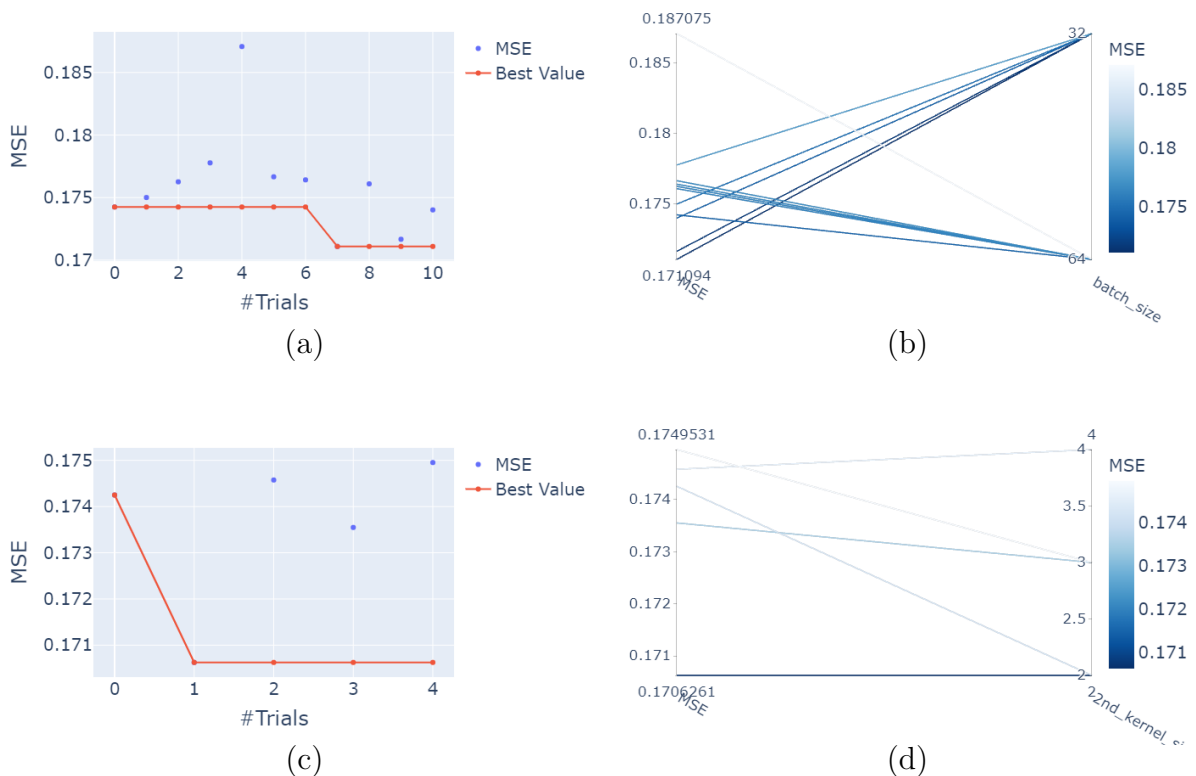 MSE
0.185
0.18
0.175
0.17
0 2 4 6 8 10
#Trials
MSE
Best Value
(a)
0.187075
0.185
0.18
0.175
0.171094
MSE
32
64
batch_size
MSE
0.185
0.18
0.175
(b)
MSE
0.175
0.174
0.173
0.172
0.171
0 1 2 3 4
#Trials
MSE
Best Value
(c)
0.1749531
0.174
0.173
0.172
0.171
0.1706261
MSE
4
4
3.5
3
2.5
2
2
2nd_kernel_si
MSE
0.174
0.173
0.172
0.171
(d)